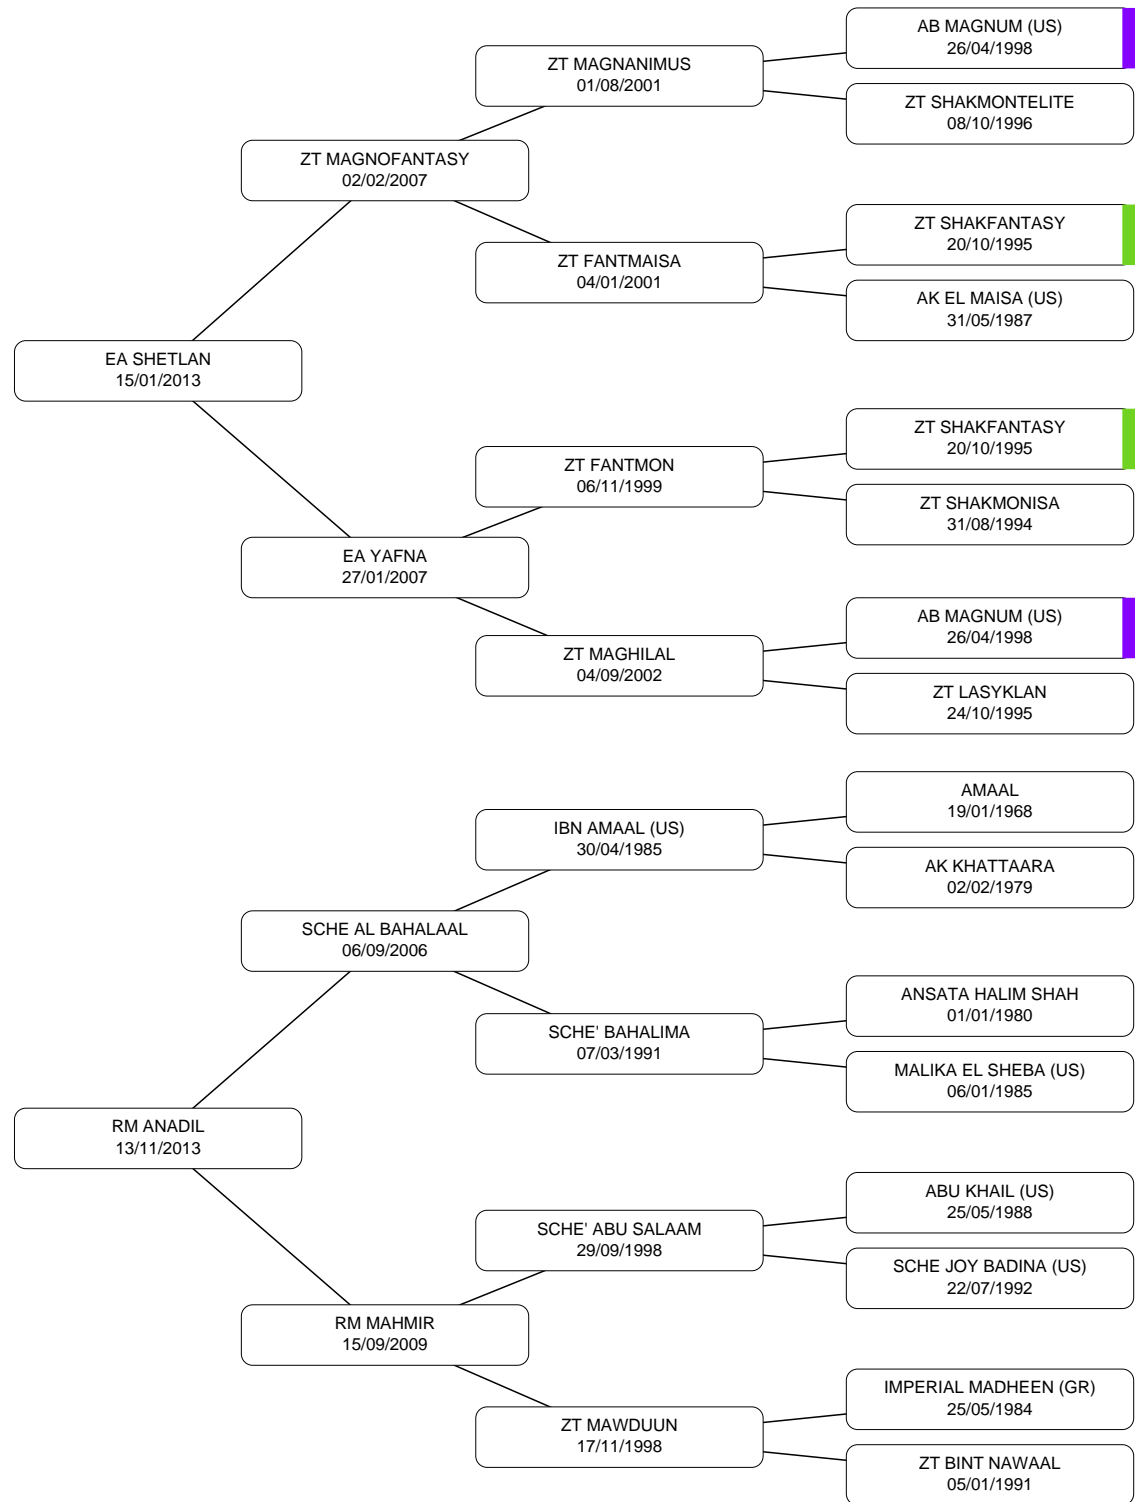 AB MAGNUM (US)
26/04/1998
ZT MAGNANIMUS
01/08/2001
ZT SHAKMONTELITE
08/10/1996
ZT MAGNOFANTASY
02/02/2007
ZT SHAKFANTASY
20/10/1995
ZT FANTMAISA
04/01/2001
AK EL MAISA (US)
31/05/1987
EA SHETLAN
15/01/2013
ZT SHAKFANTASY
20/10/1995
ZT FANTMON
06/11/1999
ZT SHAKMONISA
31/08/1994
EA YAFNA
27/01/2007
AB MAGNUM (US)
26/04/1998
ZT MAGHILAL
04/09/2002
ZT LASYKLAN
24/10/1995
AMAAL
19/01/1968
IBN AMAAL (US)
30/04/1985
AK KHATTAARA
02/02/1979
SCHE AL BAHALAAL
06/09/2006
ANSATA HALIM SHAH
01/01/1980
SCHE' BAHALIMA
07/03/1991
MALIKA EL SHEBA (US)
06/01/1985
RM ANADIL
13/11/2013
ABU KHAIL (US)
25/05/1988
SCHE' ABU SALAAM
29/09/1998
SCHE JOY BADINA (US)
22/07/1992
RM MAHMIR
15/09/2009
IMPERIAL MADHEEN (GR)
25/05/1984
ZT MAWDUUN
17/11/1998
ZT BINT NAWAAL
05/01/1991